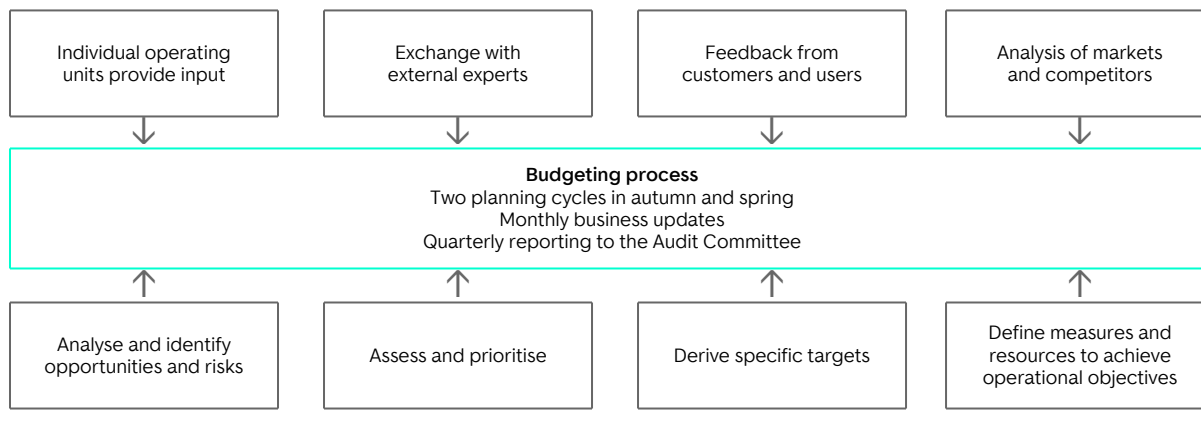 Individual operating
units provide input
Exchange with
external experts
Feedback from
customers and users
Analysis of markets
and competitors
Budgeting process
Two planning cycles in autumn and spring
Monthly business updates
Quarterly reporting to the Audit Committee
Analyse and identify
opportunities and risks
Assess and prioritise
Derive specific targets
Define measures and
resources to achieve
operational objectives